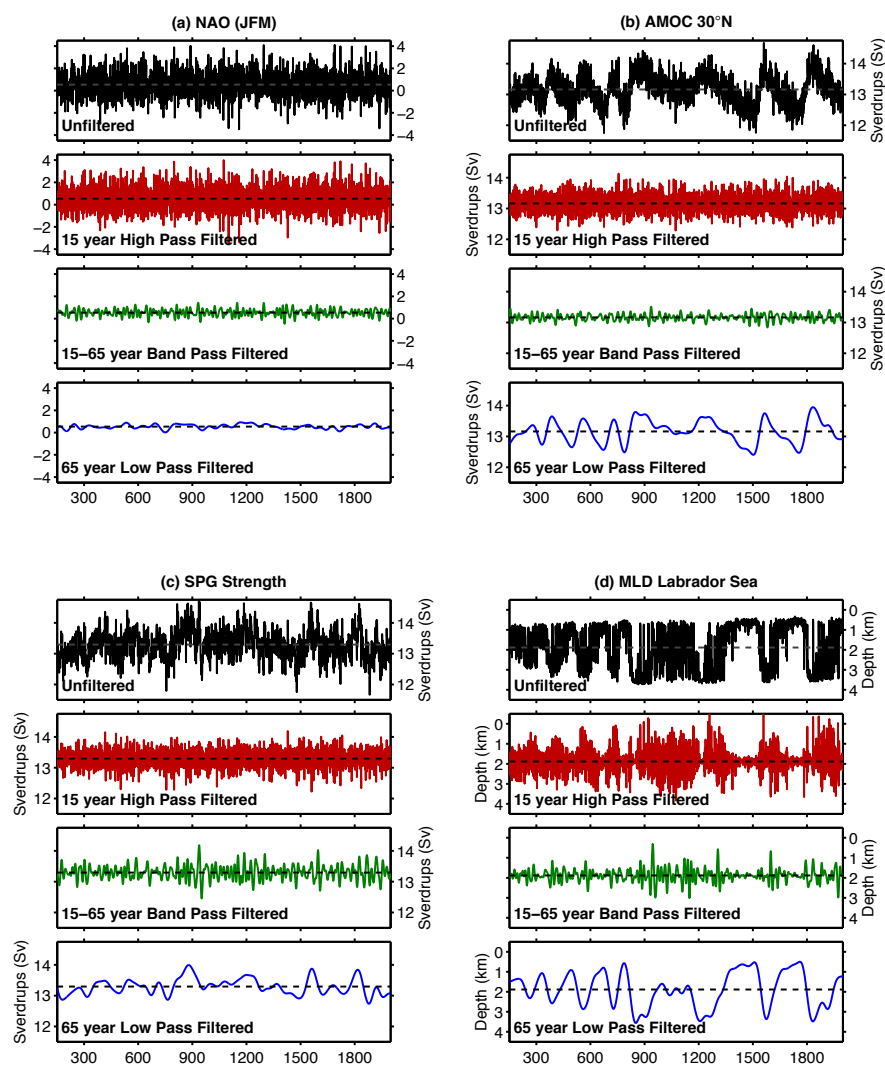 (a) NAO (JFM)
4
2
0
−2
−4
Unfiltered
4
2
0
−2
−4
15 year High Pass Filtered
4
2
0
−2
−4
15−65 year Band Pass Filtered
4
2
0
−2
−4
65 year Low Pass Filtered
300 600 900 1200 1500 1800
(b) AMOC 30°N
14
13
12
Sverdrups (Sv)
Unfiltered
14
13
12
Sverdrups (Sv)
15 year High Pass Filtered
14
13
12
Sverdrups (Sv)
15−65 year Band Pass Filtered
14
13
12
Sverdrups (Sv)
65 year Low Pass Filtered
300 600 900 1200 1500 1800
(c) SPG Strength
14
13
12
Sverdrups (Sv)
Unfiltered
14
13
12
Sverdrups (Sv)
15 year High Pass Filtered
14
13
12
Sverdrups (Sv)
15−65 year Band Pass Filtered
14
13
12
Sverdrups (Sv)
65 year Low Pass Filtered
300 600 900 1200 1500 1800
(d) MLD Labrador Sea
0
1
2
3
4
Depth (km)
Unfiltered
0
1
2
3
4
Depth (km)
15 year High Pass Filtered
0
1
2
3
4
Depth (km)
15−65 year Band Pass Filtered
0
1
2
3
4
Depth (km)
65 year Low Pass Filtered
300 600 900 1200 1500 1800